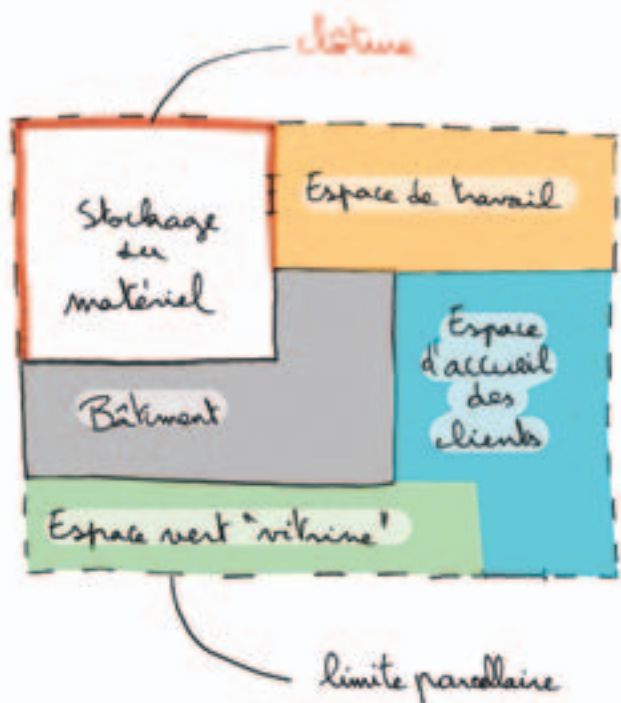 clôture
Espace de travail
Stockage
du
matériel
Espace
d'accueil
des
clients
Bâtiment
Espace vert "vitrine"
limite parcellaire